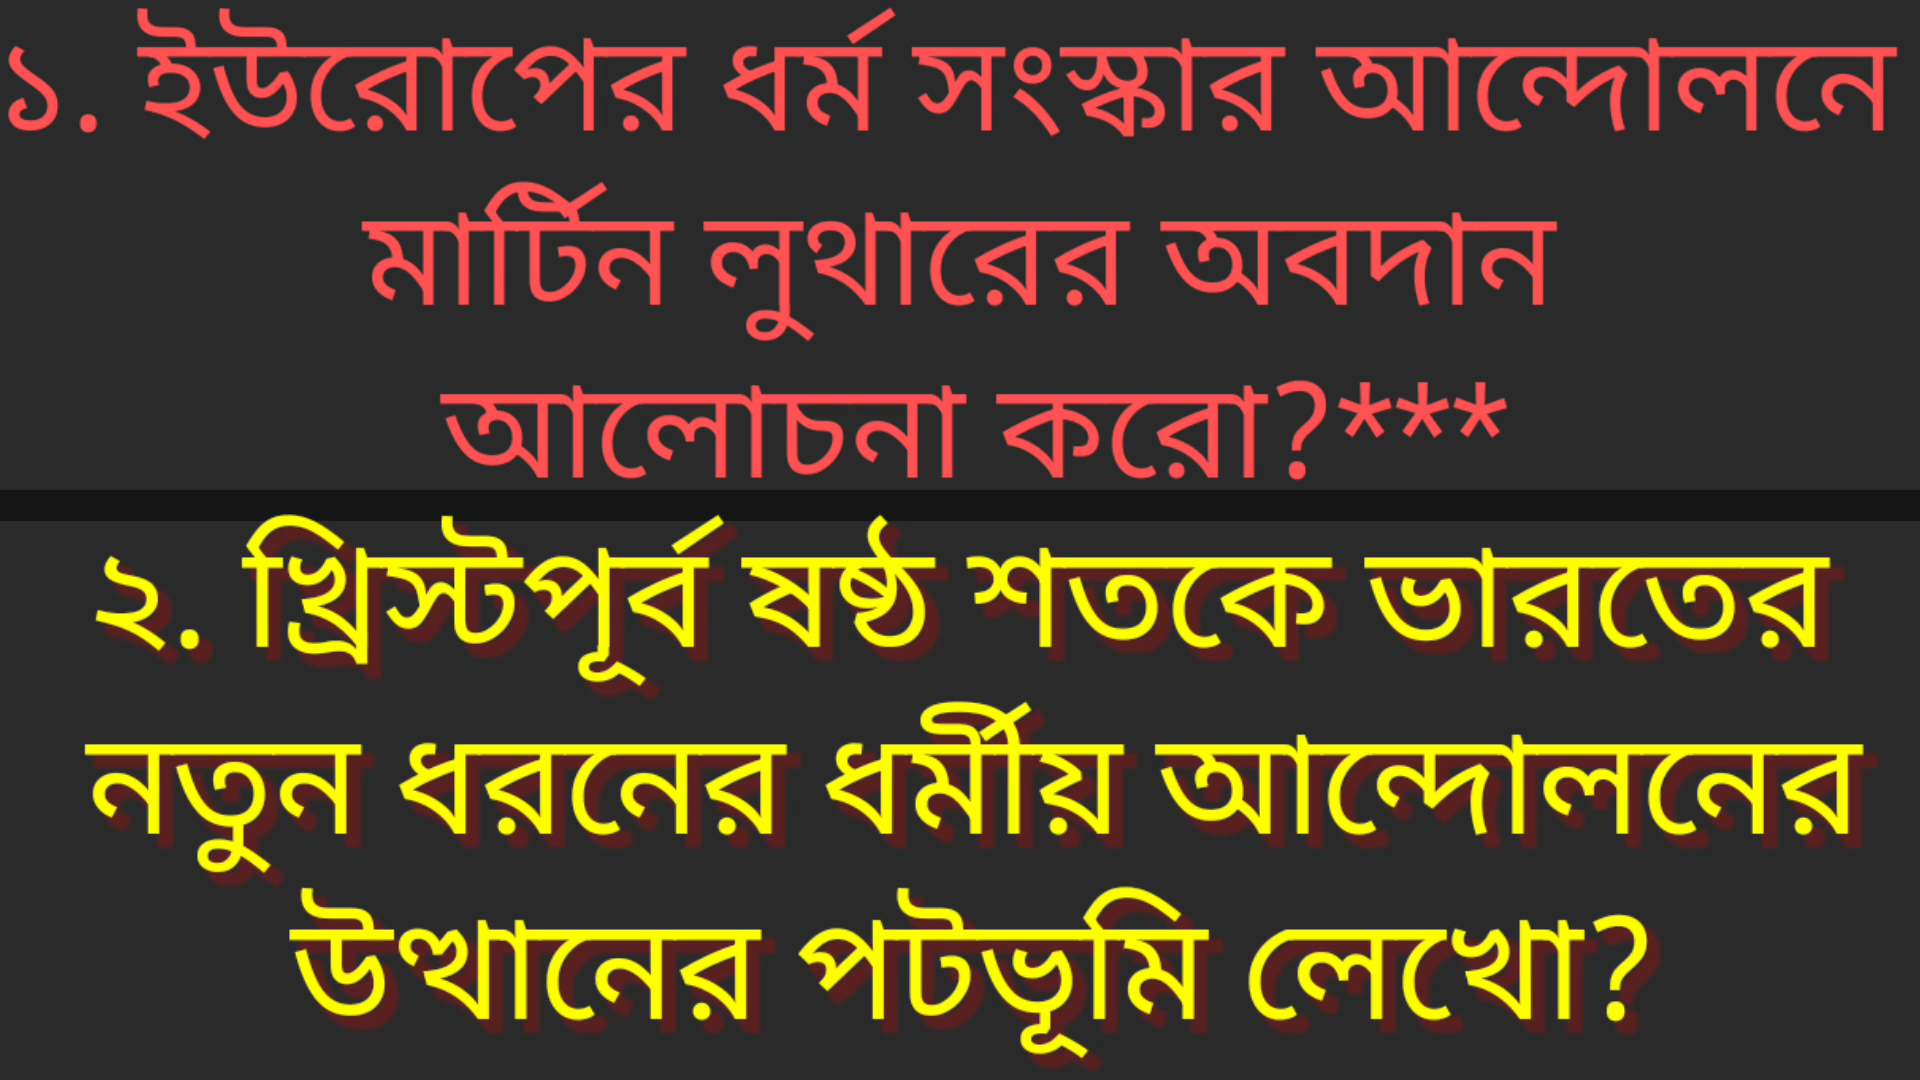 ১. ইউরোপের ধর্ম সংস্কার আন্দোলনে
মার্টিন লুথারের অবদান
আলোচনা করো?***
২. খ্রিস্টপূর্ব ষষ্ঠ শতকে ভারতের
নতুন ধরনের ধর্মীয় আন্দোলনের
উত্থানের পটভূমি লেখো?